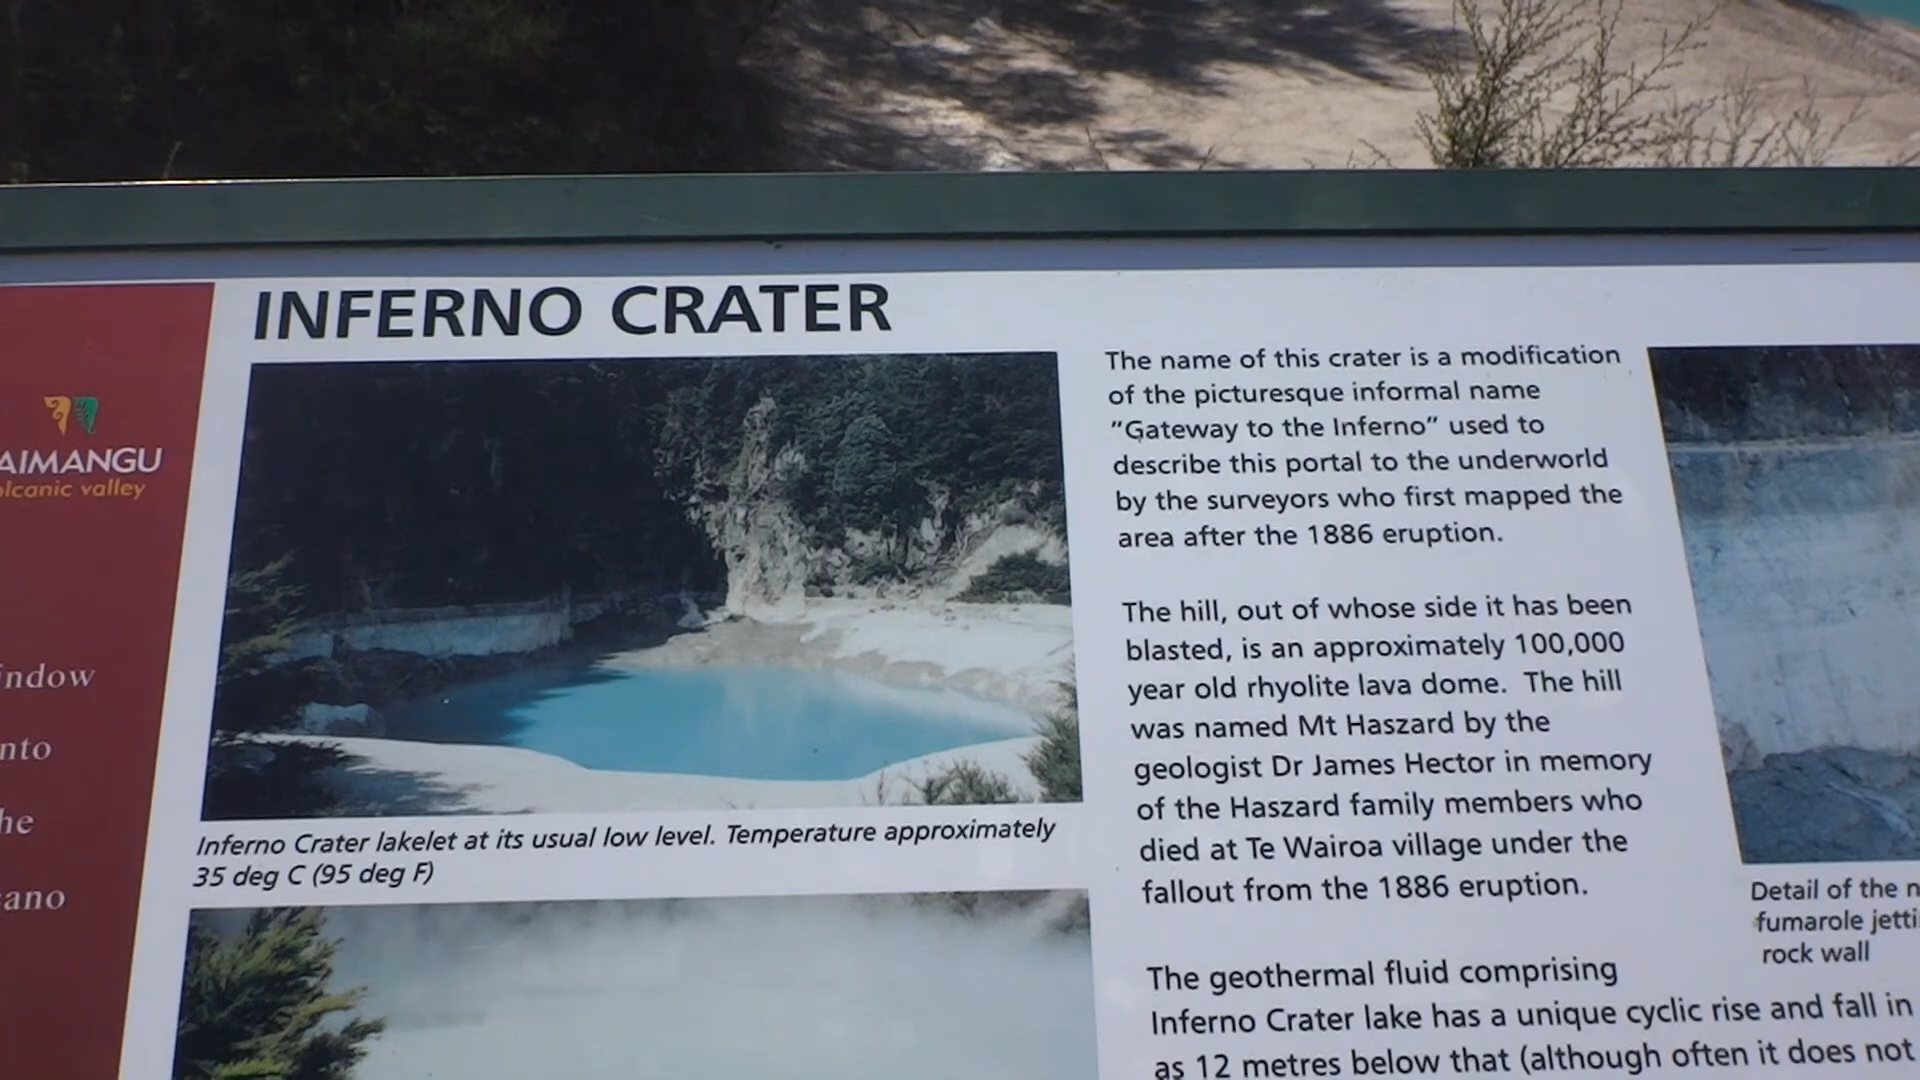 INFERNO CRATER
AIMANGU
olcanic valley
indow
nto
he
cano
Inferno Crater lakelet at its usual low level. Temperature approximately
35 deg C (95 deg F)
The name of this crater is a modification
of the picturesque informal name
"Gateway to the Inferno" used to
describe this portal to the underworld
by the surveyors who first mapped the
area after the 1886 eruption.
The hill, out of whose side it has been
blasted, is an approximately 100,000
year old rhyolite lava dome. The hill
was named Mt Haszard by the
geologist Dr James Hector in memory
of the Haszard family members who
died at Te Wairoa village under the
fallout from the 1886 eruption.
The geothermal fluid comprising
Inferno Crater lake has a unique cyclic rise and fall in
as 12 metres below that (although often it does not
Detail of the n
fumarole jetti
rock wall